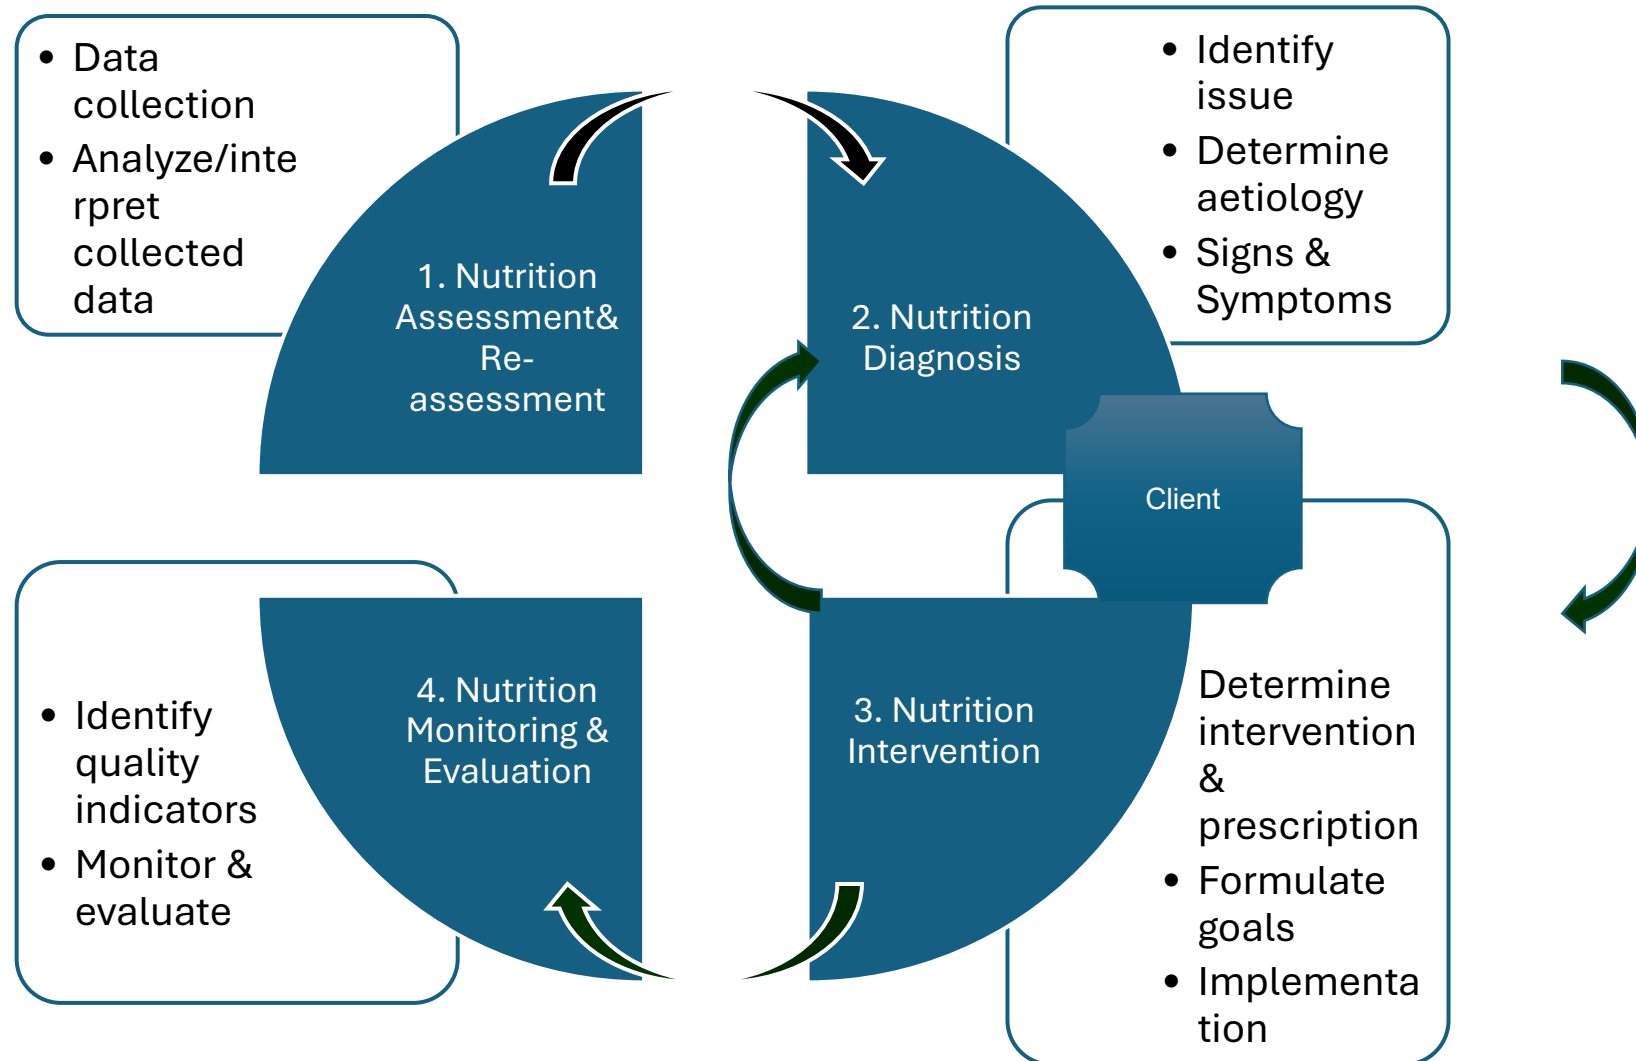 • Data
collection
• Analyze/inte
rpret
collected
data
1. Nutrition
Assessment&
Re-
assessment
• Identify
issue
• Determine
aetiology
• Signs &
Symptoms
2. Nutrition
Diagnosis
Client
Determine
intervention
&
prescription
• Formulate
goals
• Implementa
tion
3. Nutrition
Intervention
4. Nutrition
Monitoring &
Evaluation
• Identify
quality
indicators
• Monitor &
evaluate